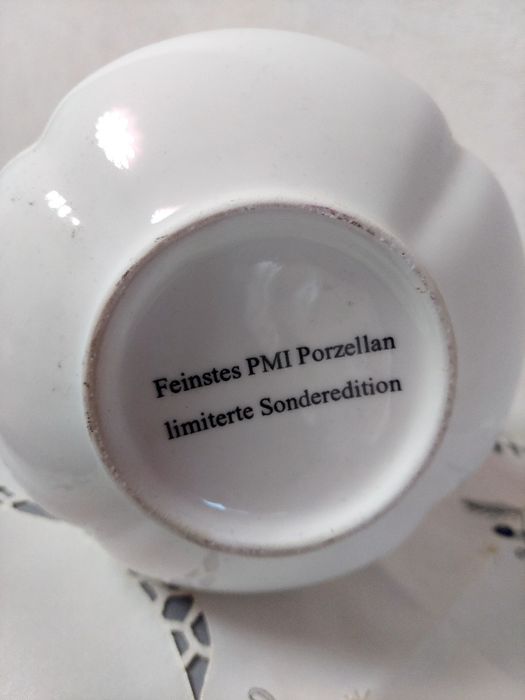 Feinstes PMI Porzellan
limiterte Sonderedition